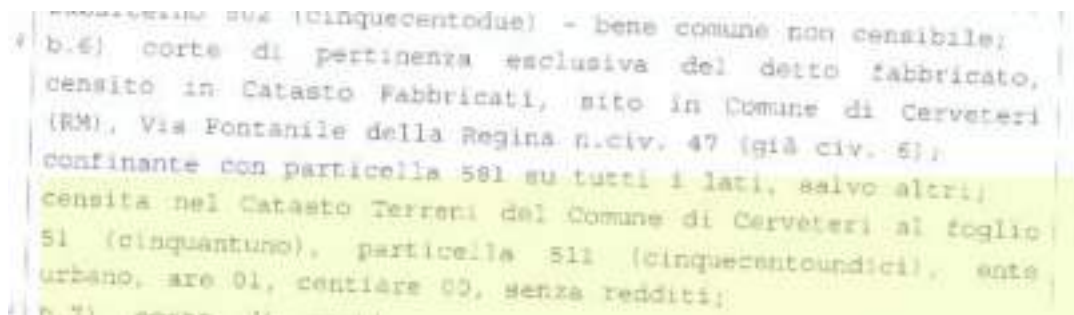 502 (cinquecentodue) - bene comune non censibile;
b.6) corte di pertinenza esclusiva del detto fabbricato,
censito in Catasto Fabbricati, sito in Comune di Cerveteri
(RM), Via Fontanile della Regina n.civ. 47 (già civ. 6);
confinante con particella 581 su tutti i lati, salvo altri;
censita nel Catasto Terreni del Comune di Cerveteri al foglio
51 (cinquantuno), particella 511 (cinquecentoundici), ente
urbano, are 01, centiare 00, senza redditi;